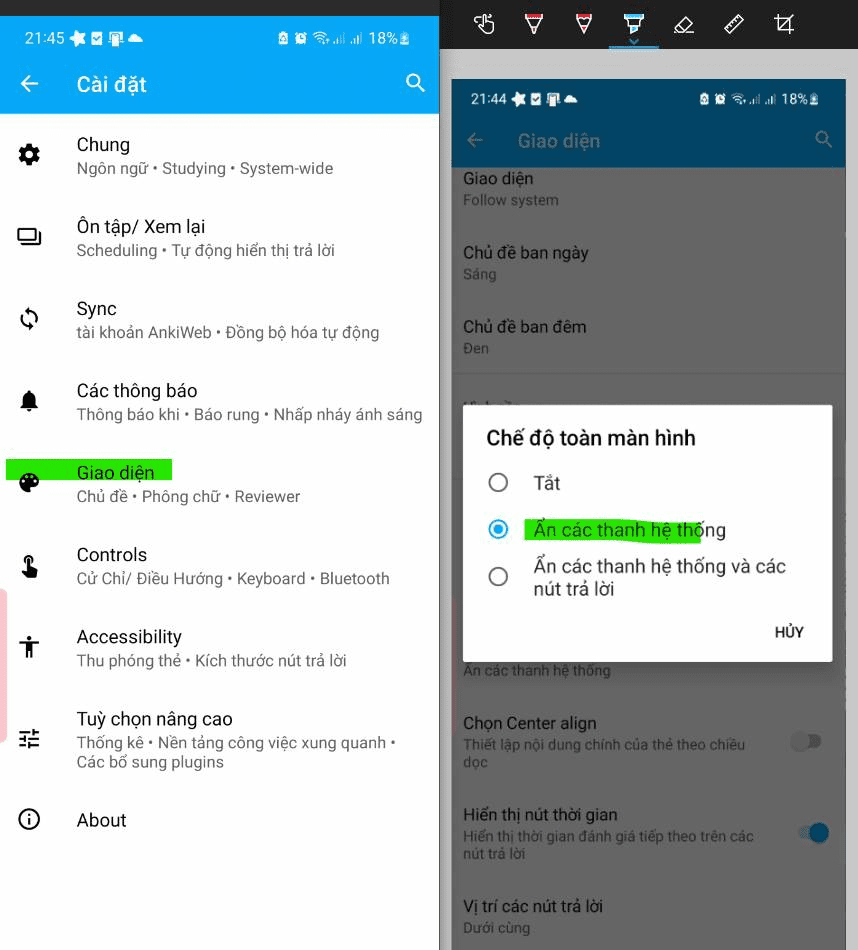 21:45
18%
Cài đặt
Chung
Ngôn ngữ • Studying • System-wide
Ôn tập/ Xem lại
Scheduling • Tự động hiển thị trả lời
Sync
tài khoản AnkiWeb • Đồng bộ hóa tự động
Các thông báo
Thông báo khi • Báo rung • Nhấp nháy ánh sáng
Giao diện
Chủ đề • Phông chữ • Reviewer
Controls
Cử Chỉ/ Điều Hướng • Keyboard • Bluetooth
Accessibility
Thu phóng thẻ • Kích thước nút trả lời
Tuỳ chọn nâng cao
Thống kê • Nền tảng công việc xung quanh •
Các bổ sung plugins
About
21:44
18%
Giao diện
Giao diện
Follow system
Chủ đề ban ngày
Sáng
Chủ đề ban đêm
Đen
Chế độ toàn màn hình
Tắt
Ẩn các thanh hệ thống
Ẩn các thanh hệ thống và các
nút trả lời
HỦY
Ẩn các thanh hệ thống
Chọn Center align
Thiết lập nội dung chính của thẻ theo chiều
dọc
Hiển thị nút thời gian
Hiển thị thời gian đánh giá tiếp theo trên các
nút trả lời
Vị trí các nút trả lời
Dưới cùng